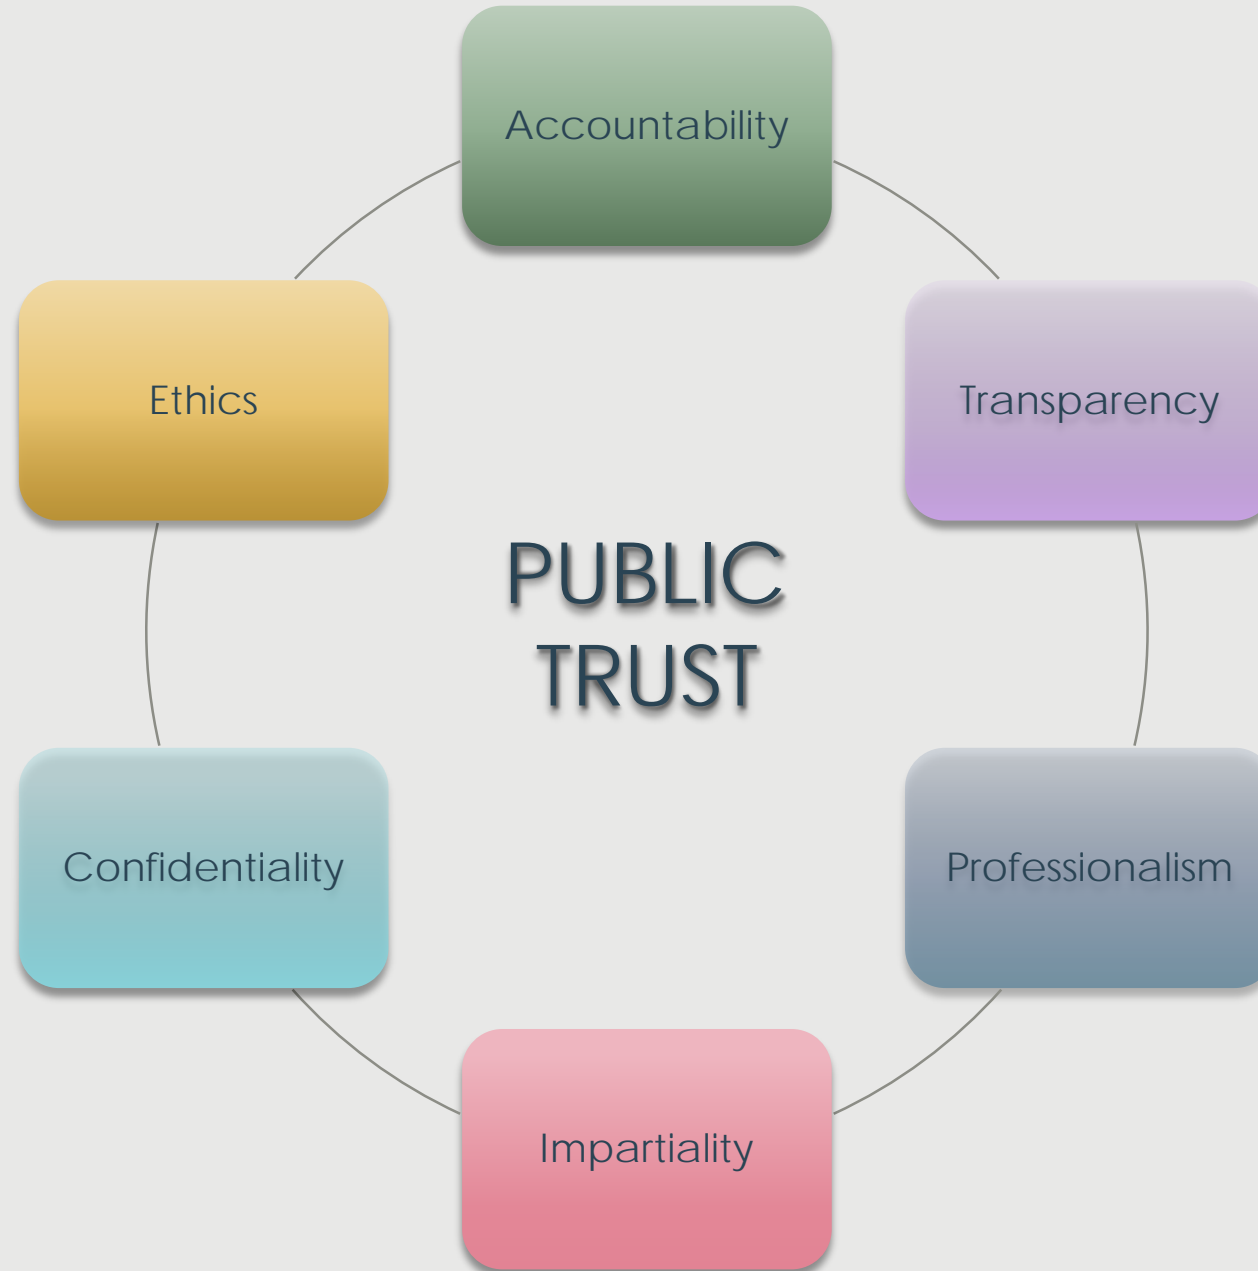 Accountability
Transparency
Professionalism
Impartiality
Confidentiality
Ethics
PUBLIC
TRUST